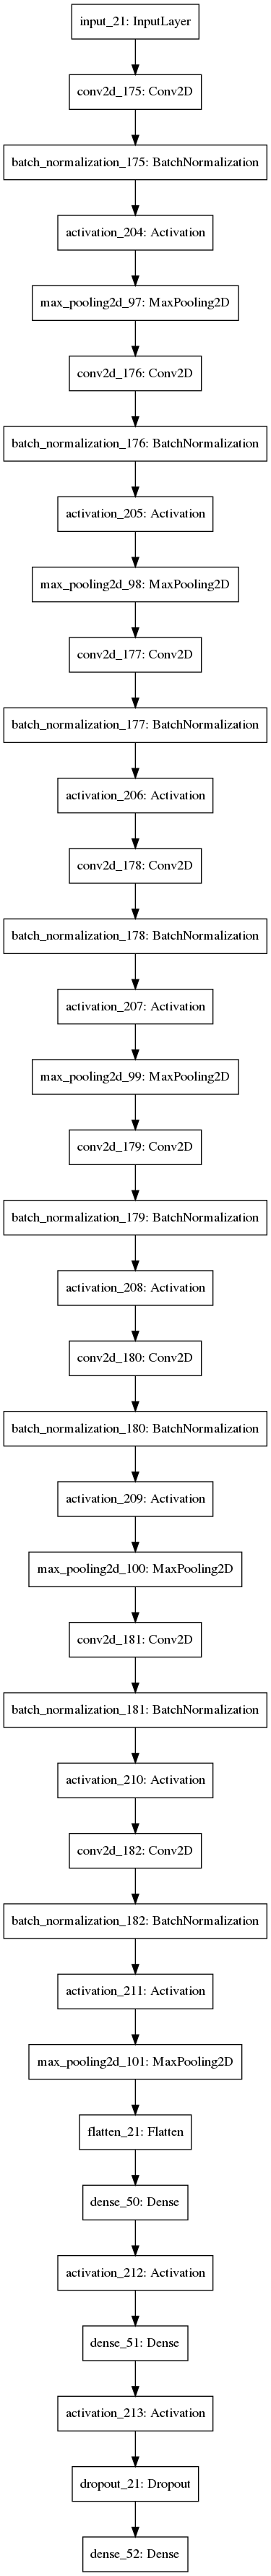 input_21: InputLayer
conv2d_175: Conv2D
batch_normalization_175: BatchNormalization
activation_204: Activation
max_pooling2d_97: MaxPooling2D
conv2d_176: Conv2D
batch_normalization_176: BatchNormalization
activation_205: Activation
max_pooling2d_98: MaxPooling2D
conv2d_177: Conv2D
batch_normalization_177: BatchNormalization
activation_206: Activation
conv2d_178: Conv2D
batch_normalization_178: BatchNormalization
activation_207: Activation
max_pooling2d_99: MaxPooling2D
conv2d_179: Conv2D
batch_normalization_179: BatchNormalization
activation_208: Activation
conv2d_180: Conv2D
batch_normalization_180: BatchNormalization
activation_209: Activation
max_pooling2d_100: MaxPooling2D
conv2d_181: Conv2D
batch_normalization_181: BatchNormalization
activation_210: Activation
conv2d_182: Conv2D
batch_normalization_182: BatchNormalization
activation_211: Activation
max_pooling2d_101: MaxPooling2D
flatten_21: Flatten
dense_50: Dense
activation_212: Activation
dense_51: Dense
activation_213: Activation
dropout_21: Dropout
dense_52: Dense